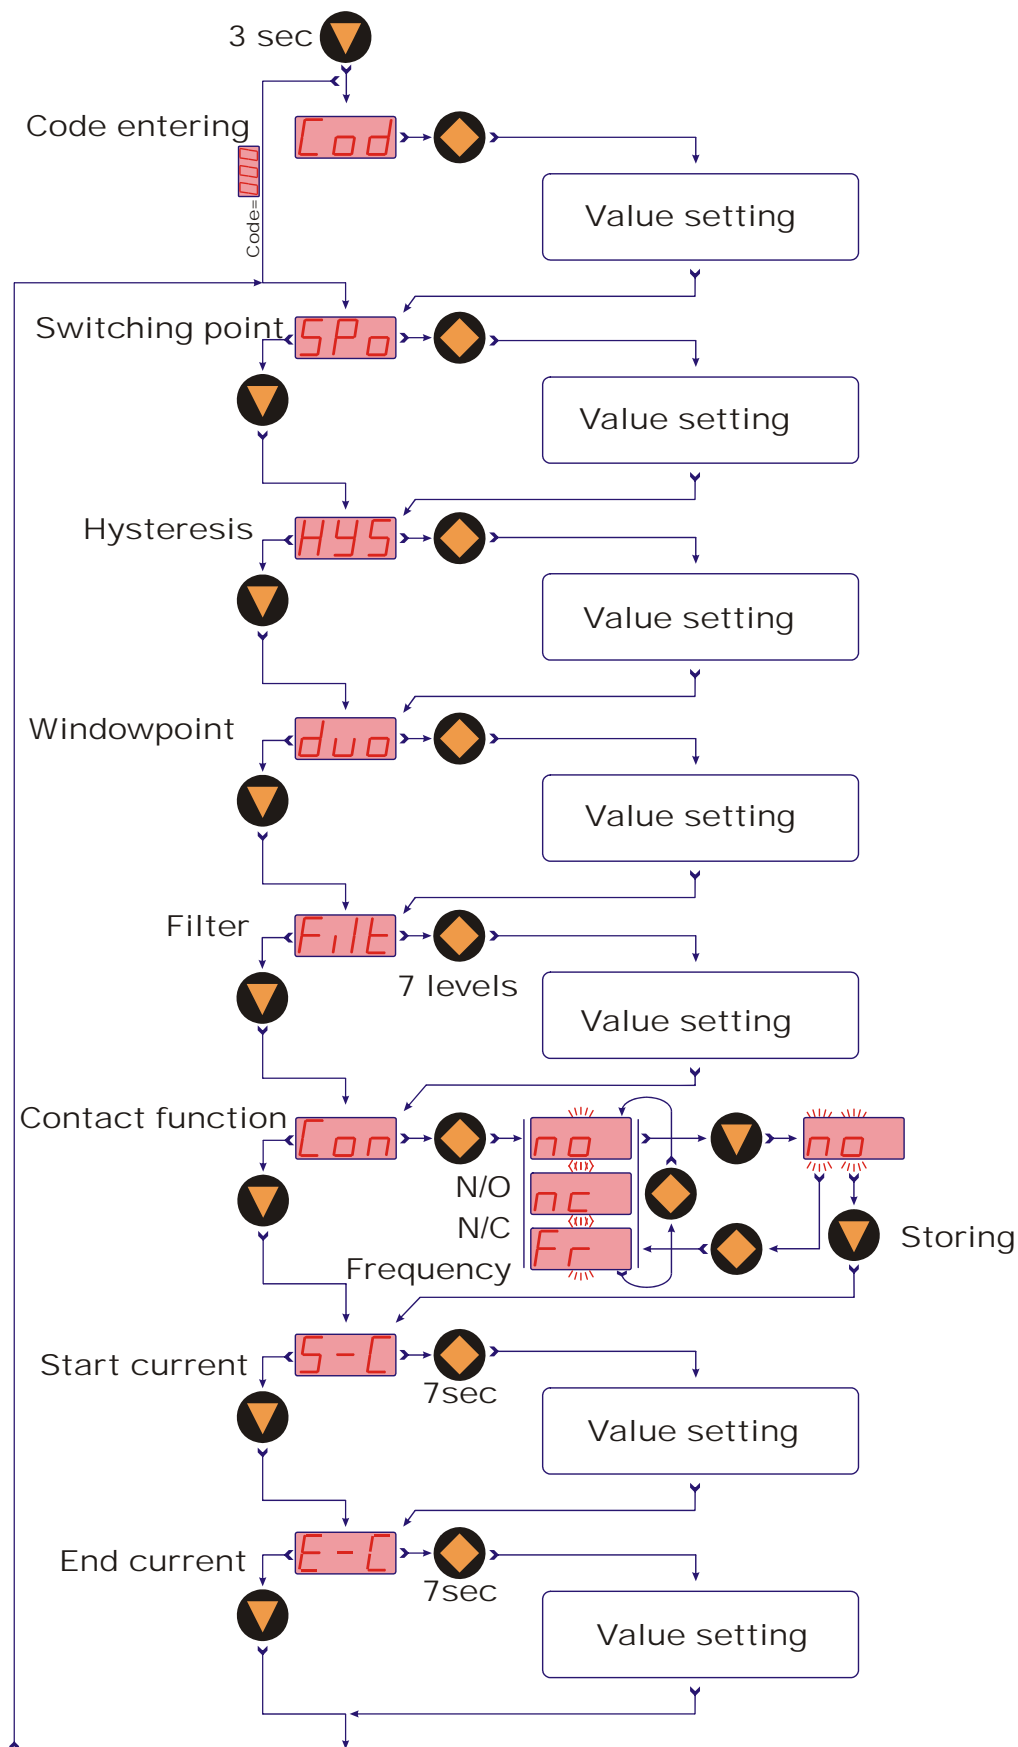 3 sec
Code entering
Cod
Code=
Value setting
Switching point
SPo
Value setting
Hysteresis
HYS
Value setting
Windowpoint
duo
Value setting
Filter
Filt
7 levels
Value setting
Contact function
Con
no
no
N/O
nc
N/C
Fr
Storing
Frequency
S-C
Start current
7sec
Value setting
E-C
End current
7sec
Value setting